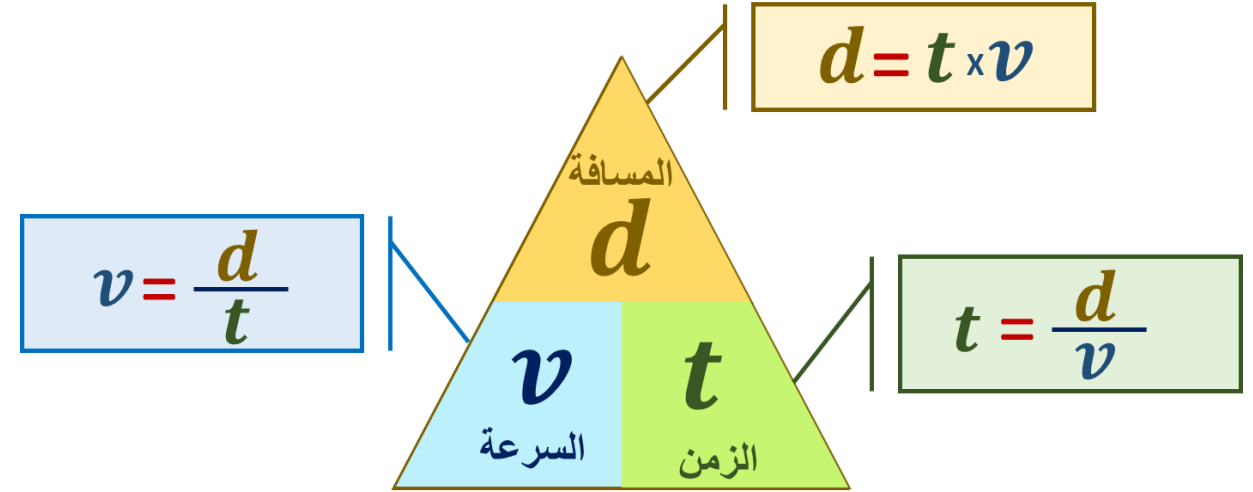 d = t x v
المسافة
d
v = d / t
t = d / v
v t
السرعة الزمن